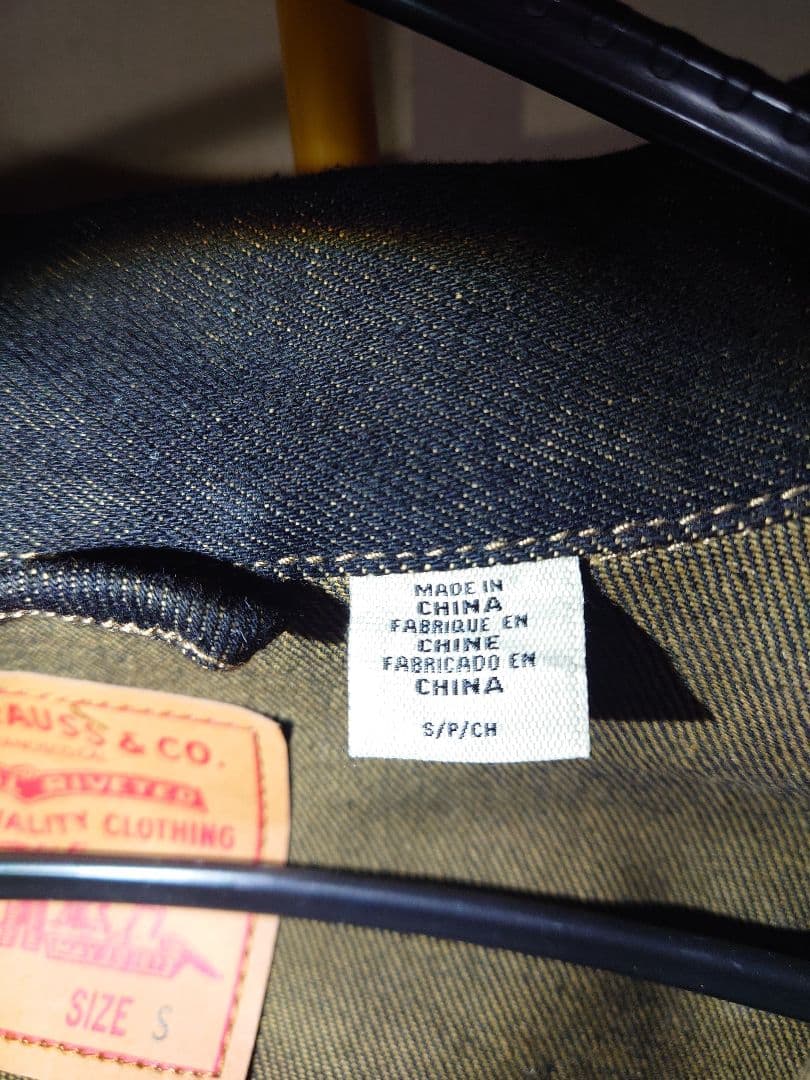 MADE IN
CHINA
FABRIQUE EN
CHINE
FABRICADO EN
CHINA
S/P/CH
AUSS & CO.
RIVETED
ALITY CLOTHING
SIZE S